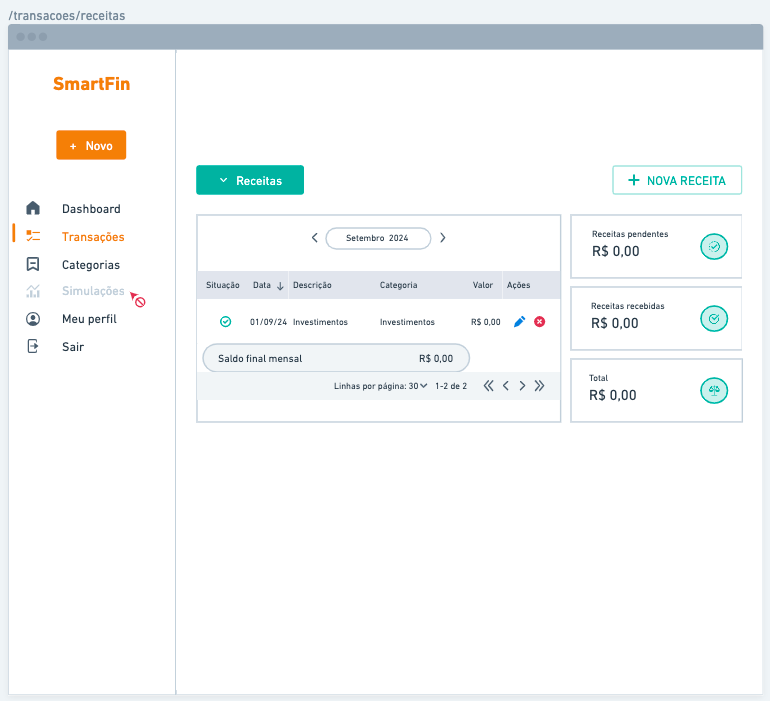 /transacoes/receitas
SmartFin
+ Novo
Dashboard
Transações
Categorias
Simulações
Meu perfil
Sair
Receitas
+ NOVA RECEITA
Setembro 2024
Situação Data Descrição Categoria Valor Ações
01/09/24 Investimentos Investimentos R$ 0,00
Saldo final mensal R$ 0,00
Linhas por página: 30 1-2 de 2
Receitas pendentes
R$ 0,00
Receitas recebidas
R$ 0,00
Total
R$ 0,00